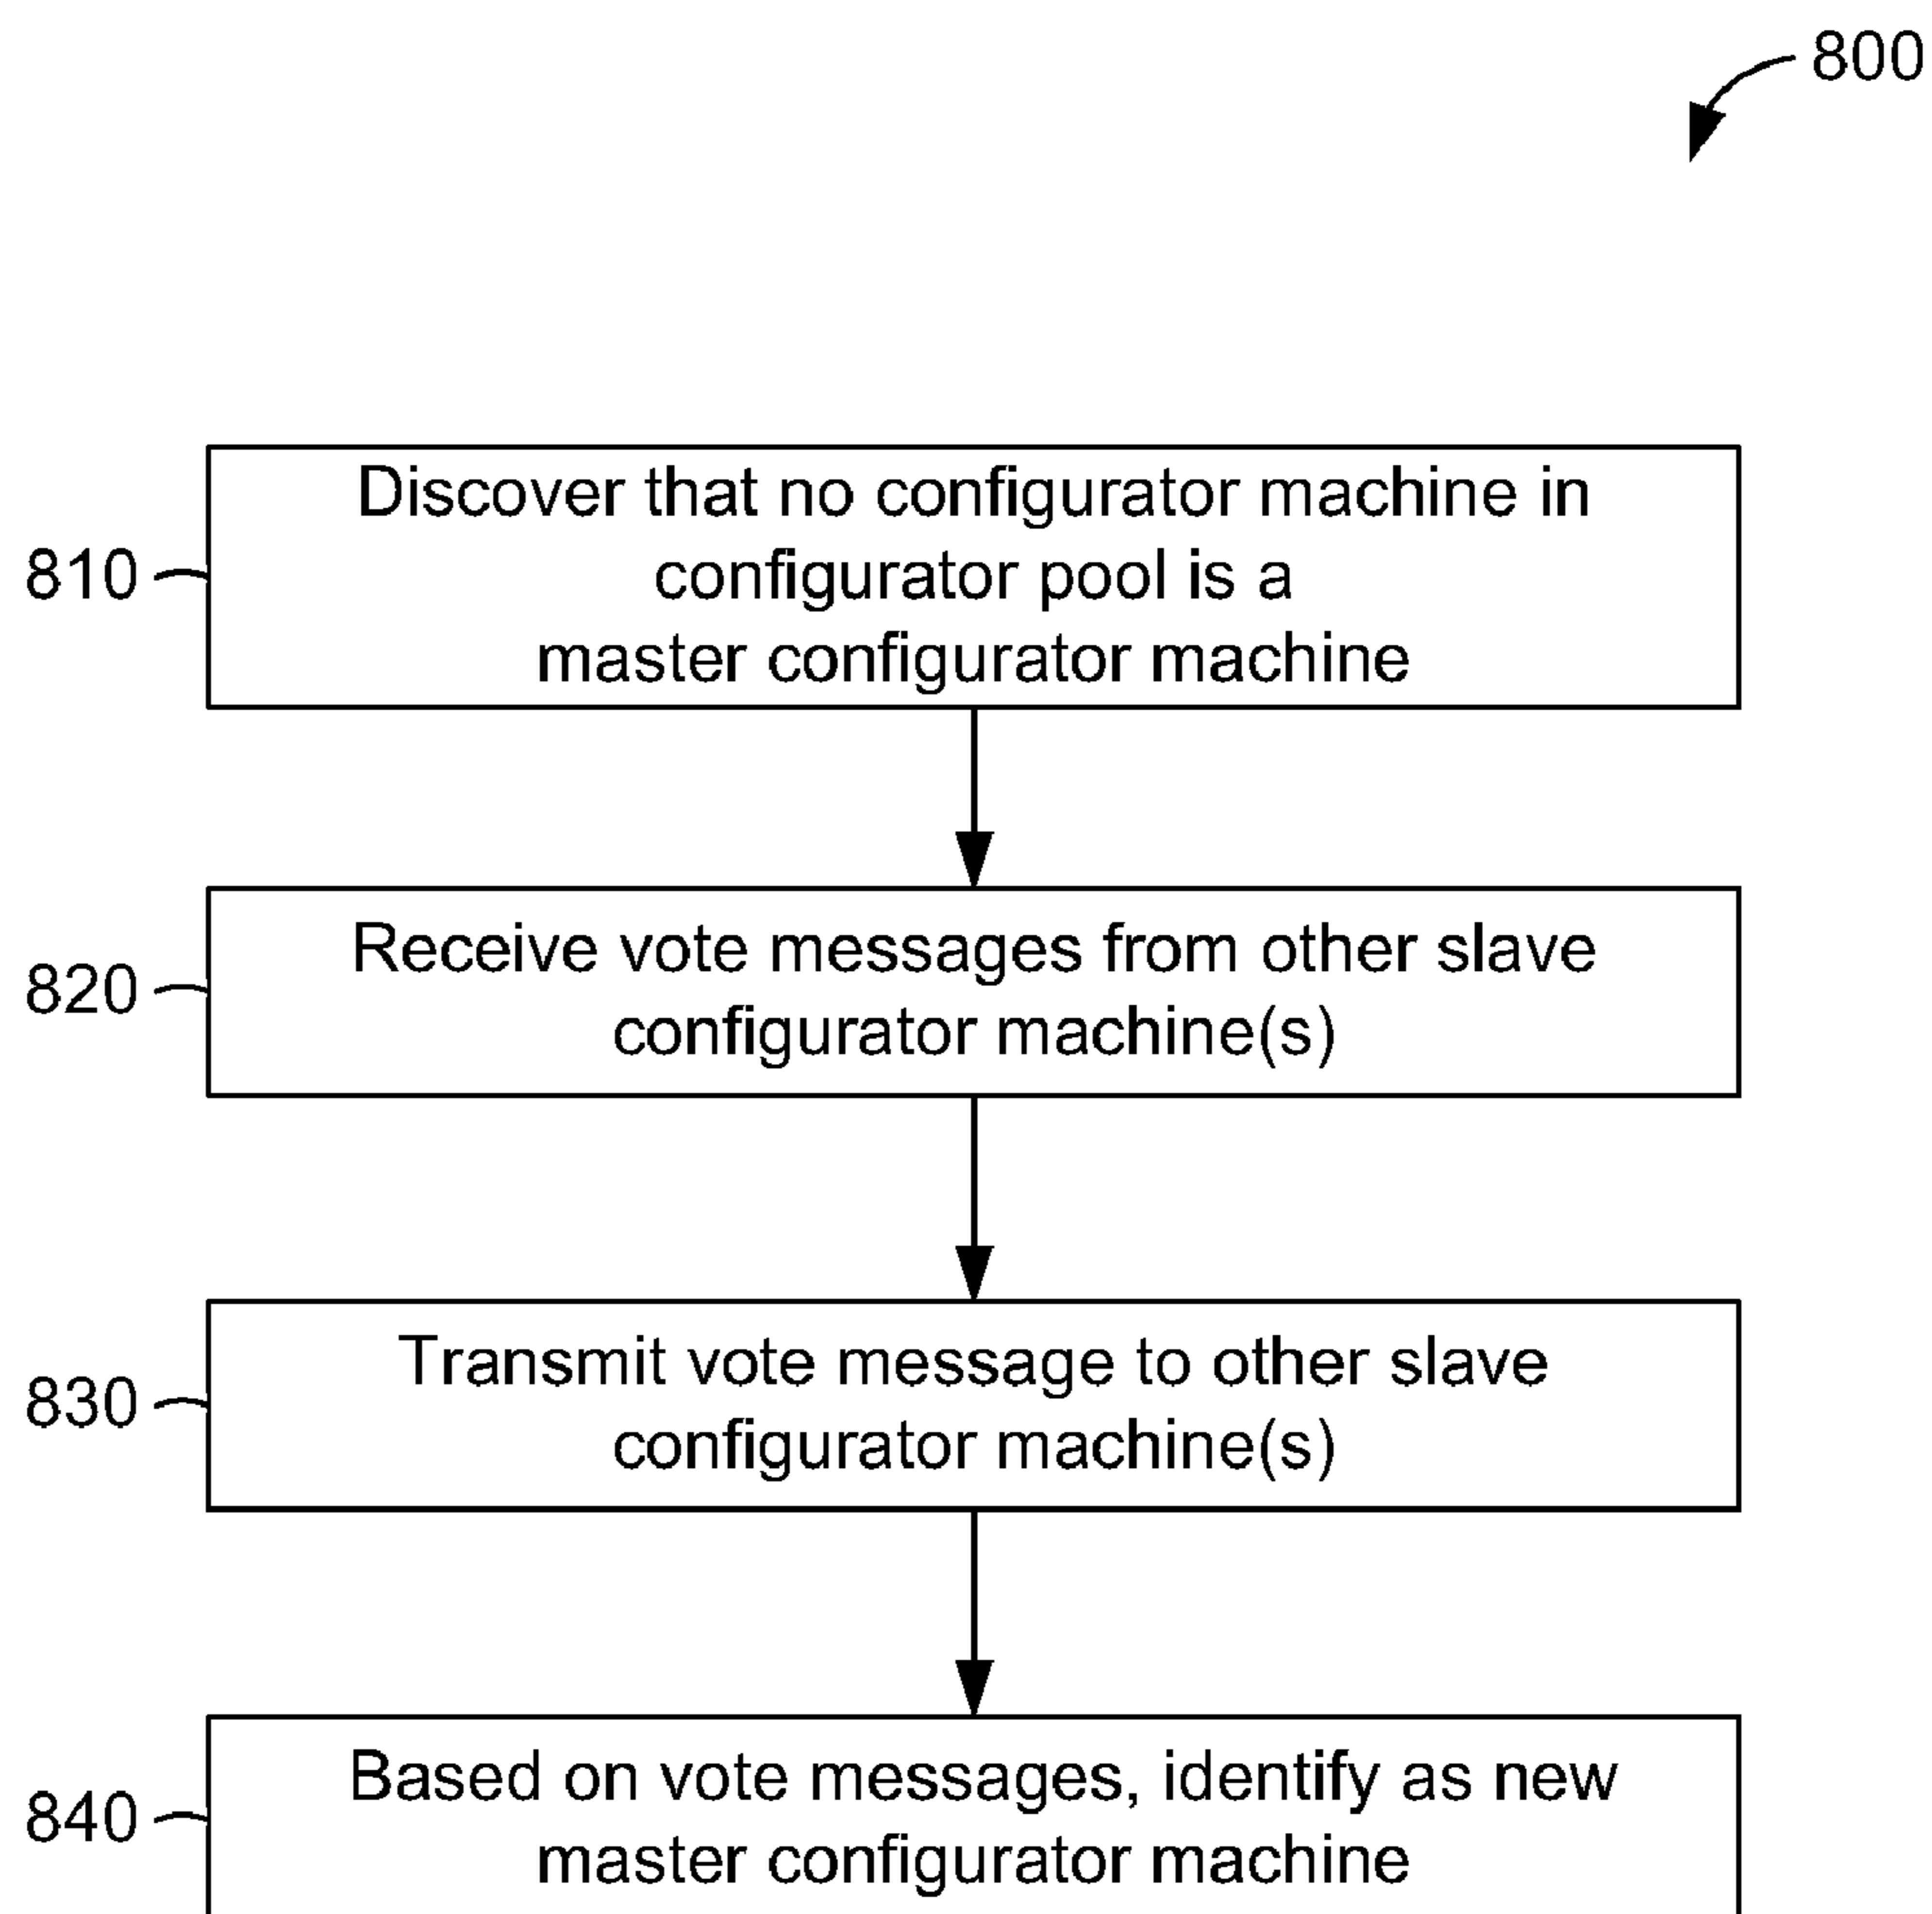 800
Discover that no configurator machine in
configurator pool is a
master configurator machine
810
Receive vote messages from other slave
configurator machine(s)
820
Transmit vote message to other slave
configurator machine(s)
830
Based on vote messages, identify as new
master configurator machine
840